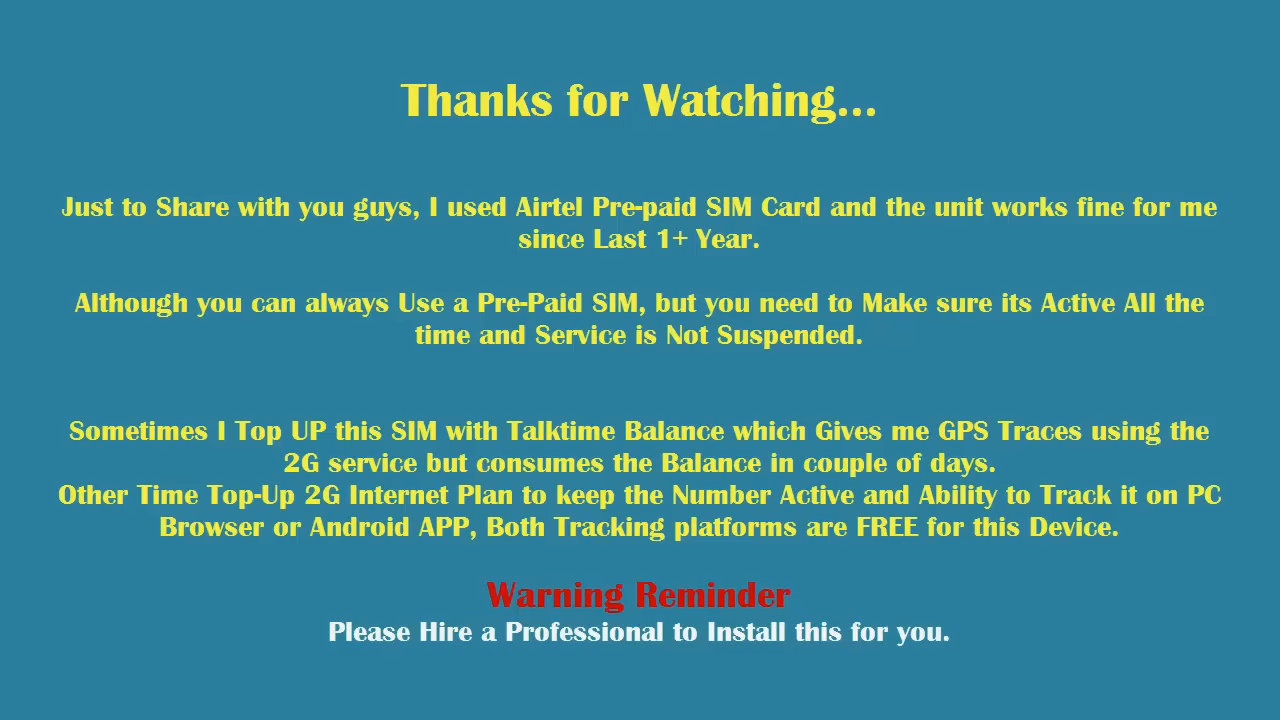 Thanks for Watching...
Just to Share with you guys, I used Airtel Pre-paid SIM Card and the unit works fine for me
since Last 1+ Year.
Although you can always Use a Pre-Paid SIM, but you need to Make sure its Active All the
time and Service is Not Suspended.
Sometimes I Top UP this SIM with Talktime Balance which Gives me GPS Traces using the
2G service but consumes the Balance in couple of days.
Other Time Top-Up 2G Internet Plan to keep the Number Active and Ability to Track it on PC
Browser or Android APP, Both Tracking platforms are FREE for this Device.
Warning Reminder
Please Hire a Professional to Install this for you.